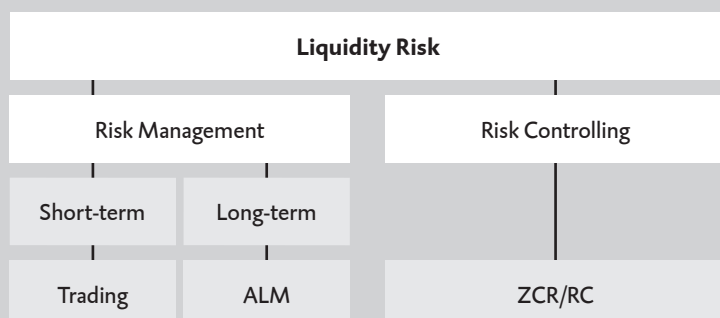 Liquidity Risk
Risk Management
Risk Controlling
Short-term
Long-term
Trading
ALM
ZCR/RC